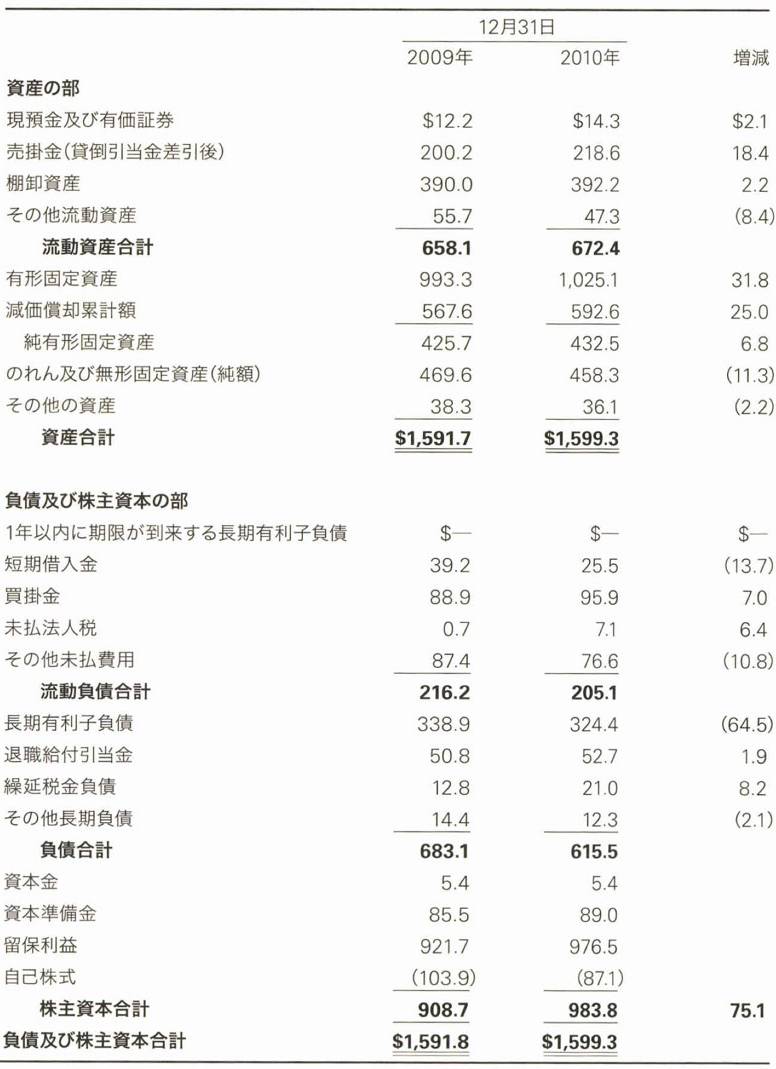 12月31日
2009年 2010年 増減
資産の部
現預金及び有価証券 $12.2 $14.3 $2.1
売掛金(貸倒引当金差引後) 200.2 218.6 18.4
棚卸資産 390.0 392.2 2.2
その他流動資産 55.7 47.3 (8.4)
流動資産合計 658.1 672.4
有形固定資産 993.3 1,025.1 31.8
減価償却累計額 567.6 592.6 25.0
純有形固定資産 425.7 432.5 6.8
のれん及び無形固定資産(純額) 469.6 458.3 (11.3)
その他の資産 38.3 36.1 (2.2)
資産合計 $1,591.7 $1,599.3
負債及び株主資本の部
1年以内に期限が到来する長期有利子負債 $— $— $—
短期借入金 39.2 25.5 (13.7)
買掛金 88.9 95.9 7.0
未払法人税 0.7 7.1 6.4
その他未払費用 87.4 76.6 (10.8)
流動負債合計 216.2 205.1
長期有利子負債 338.9 324.4 (64.5)
退職給付引当金 50.8 52.7 1.9
繰延税金負債 12.8 21.0 8.2
その他長期負債 14.4 12.3 (2.1)
負債合計 683.1 615.5
資本金 5.4 5.4
資本準備金 85.5 89.0
留保利益 921.7 976.5
自己株式 (103.9) (87.1)
株主資本合計 908.7 983.8 75.1
負債及び株主資本合計 $1,591.8 $1,599.3